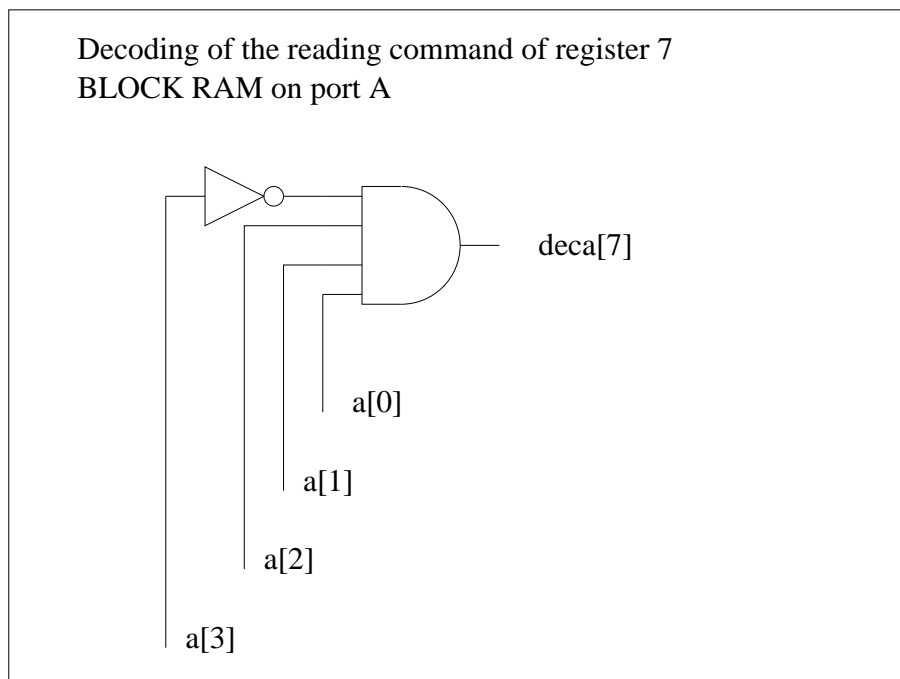 Decoding of the reading command of register 7
BLOCK RAM on port A
deca[7]
a[0]
a[1]
a[2]
a[3]